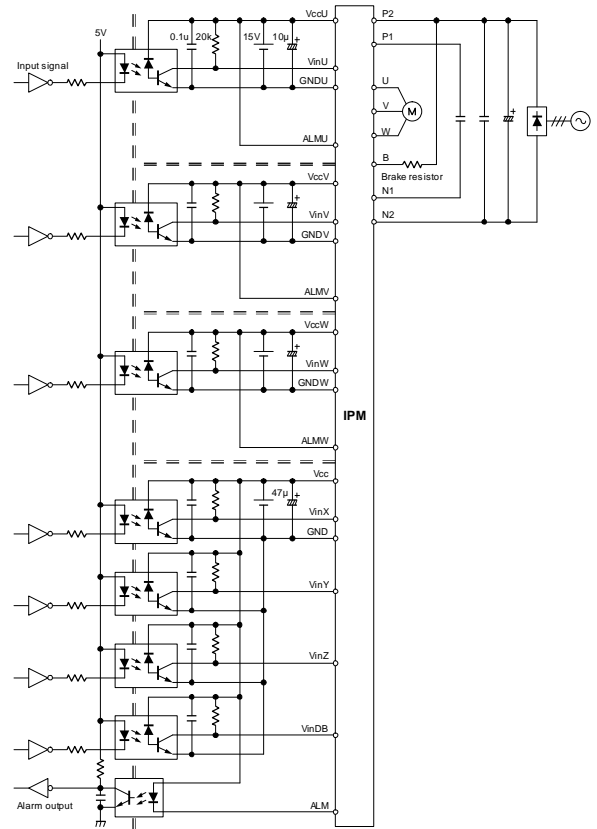 5V
0.1u 20k 15V 10µ
+
VccU
P2
P1
Input signal
VinU
GNDU
U
V
M
W
ALMU
B
Brake resistor
VccV
N1
+
VinV
N2
GNDV
ALMV
VccW
+
VinW
GNDW
IPM
ALMW
Vcc
47µ
+
VinX
GND
VinY
VinZ
VinDB
Alarm output
ALM
+